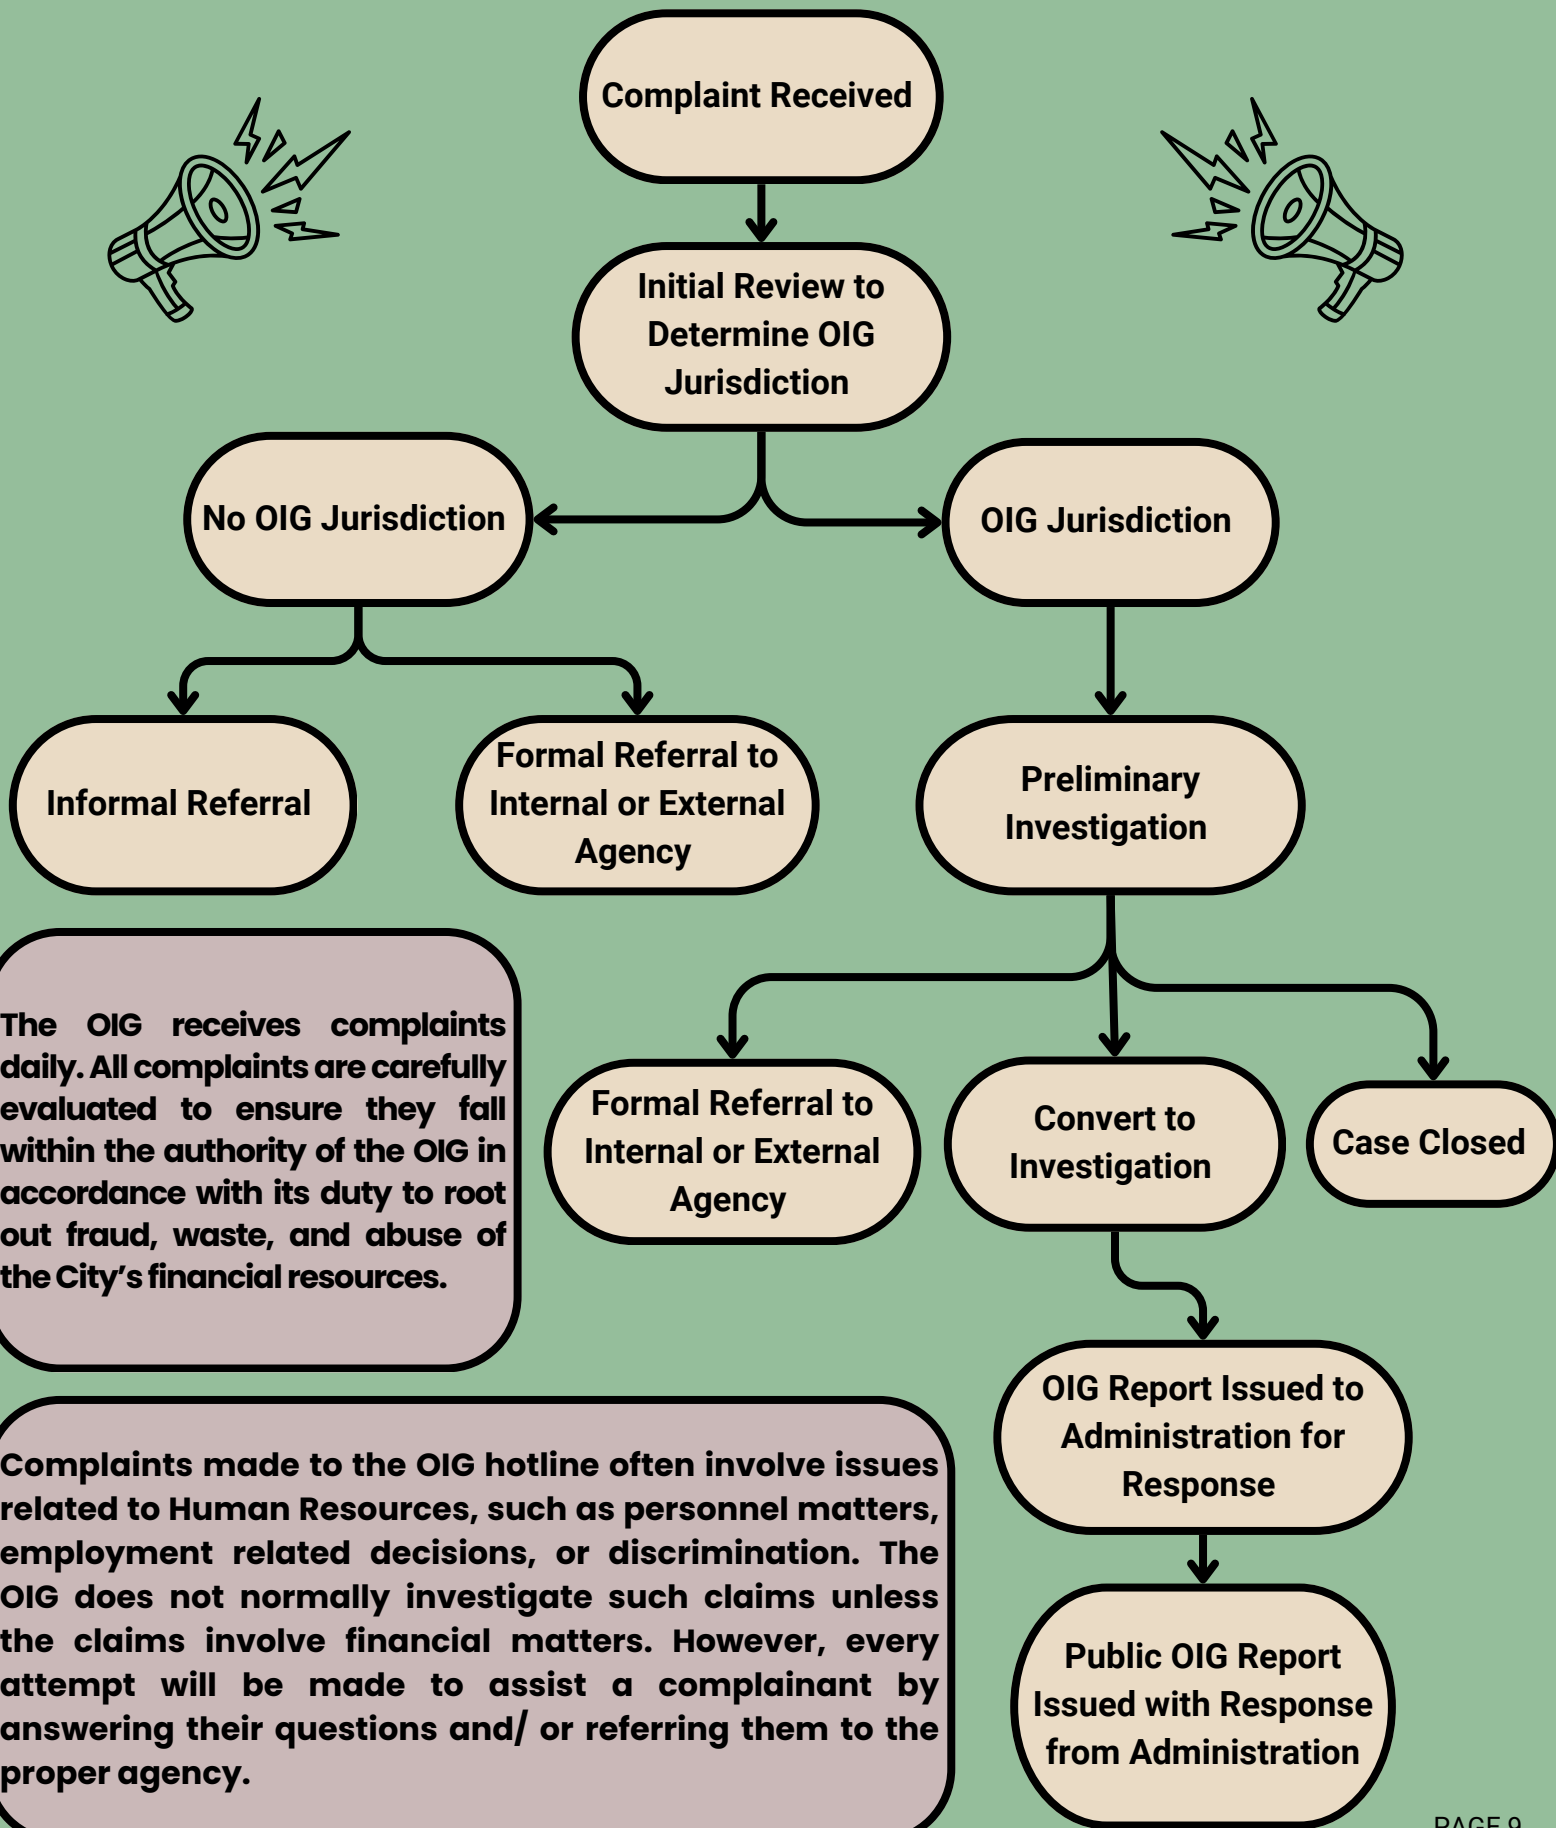 Complaint Received
Initial Review to
Determine OIG
Jurisdiction
No OIG Jurisdiction
OIG Jurisdiction
Informal Referral
Formal Referral to
Internal or External
Agency
Preliminary
Investigation
The OIG receives complaints
daily. All complaints are carefully
evaluated to ensure they fall
within the authority of the OIG in
accordance with its duty to root
out fraud, waste, and abuse of
the City’s financial resources.
Formal Referral to
Internal or External
Agency
Convert to
Investigation
Case Closed
OIG Report Issued to
Administration for
Response
Complaints made to the OIG hotline often involve issues
related to Human Resources, such as personnel matters,
employment related decisions, or discrimination. The
OIG does not normally investigate such claims unless
the claims involve financial matters. However, every
attempt will be made to assist a complainant by
answering their questions and/ or referring them to the
proper agency.
Public OIG Report
Issued with Response
from Administration
PAGE 9